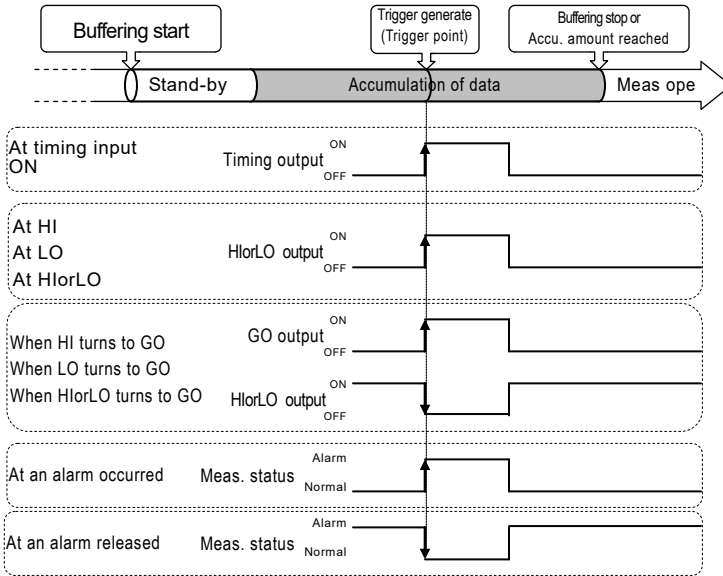 Buffering start
Trigger generate
(Trigger point)
Buffering stop or
Accu. amount reached
Stand-by
Accumulation of data
Meas ope
At timing input
ON
Timing output
ON
OFF
At HI
At LO
At HIorLO
HIorLO output
ON
OFF
When HI turns to GO
When LO turns to GO
When HIorLO turns to GO
GO output
ON
OFF
HIorLO output
ON
OFF
At an alarm occurred
Meas. status
Alarm
Normal
At an alarm released
Meas. status
Alarm
Normal